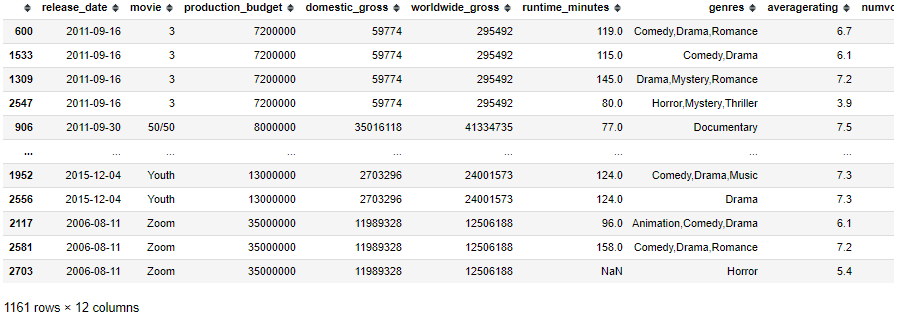 release_date movie production_budget domestic_gross worldwide_gross runtime_minutes genres averagerating numvo
600 2011-09-16 3 7200000 59774 295492 119.0 Comedy,Drama,Romance 6.7
1533 2011-09-16 3 7200000 59774 295492 115.0 Comedy,Drama 6.1
1309 2011-09-16 3 7200000 59774 295492 145.0 Drama,Mystery,Romance 7.2
2547 2011-09-16 3 7200000 59774 295492 80.0 Horror,Mystery,Thriller 3.9
906 2011-09-30 50/50 8000000 35016118 41334735 77.0 Documentary 7.5
... ... ... ... ... ... ... ... ...
1952 2015-12-04 Youth 13000000 2703296 24001573 124.0 Comedy,Drama,Music 7.3
2556 2015-12-04 Youth 13000000 2703296 24001573 124.0 Drama 7.3
2117 2006-08-11 Zoom 35000000 11989328 12506188 96.0 Animation,Comedy,Drama 6.1
2581 2006-08-11 Zoom 35000000 11989328 12506188 158.0 Comedy,Drama,Romance 7.2
2703 2006-08-11 Zoom 35000000 11989328 12506188 NaN Horror 5.4
1161 rows × 12 columns